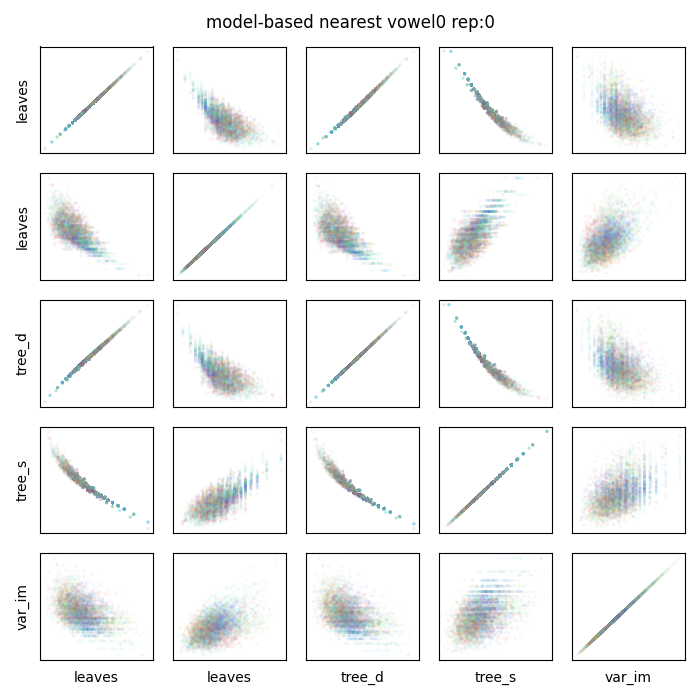 model-based nearest vowel0 rep:0
leaves
leaves
tree_d
tree_s
var_im
leaves leaves tree_d tree_s var_im